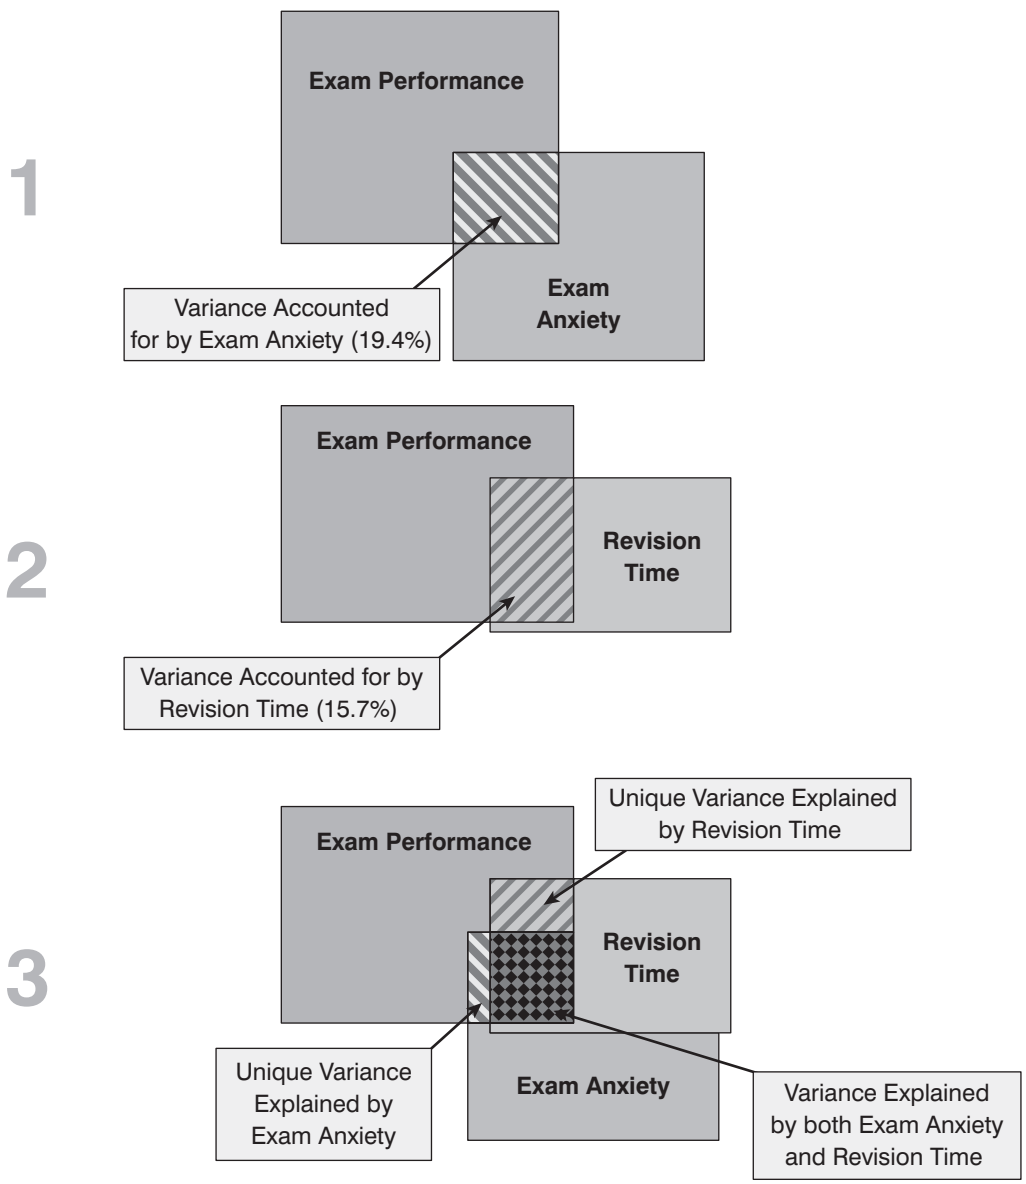 1
Exam Performance
Exam
Anxiety
Variance Accounted
for by Exam Anxiety (19.4%)
2
Exam Performance
Revision
Time
Variance Accounted for by
Revision Time (15.7%)
3
Unique Variance Explained
by Revision Time
Exam Performance
Revision
Time
Unique Variance
Explained by
Exam Anxiety
Exam Anxiety
Variance Explained
by both Exam Anxiety
and Revision Time